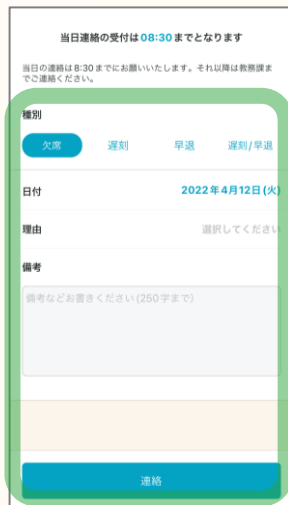 当日連絡の受付は08:30までとなります
当日の連絡は8:30までにお願いいたします。それ以降は教務課ま
でご連絡ください。
種別
欠席 遅刻 早退 遅刻/早退
日付 2022年4月12日(火)
理由 選択してください
備考
備考などお書きください(250字まで)
連絡